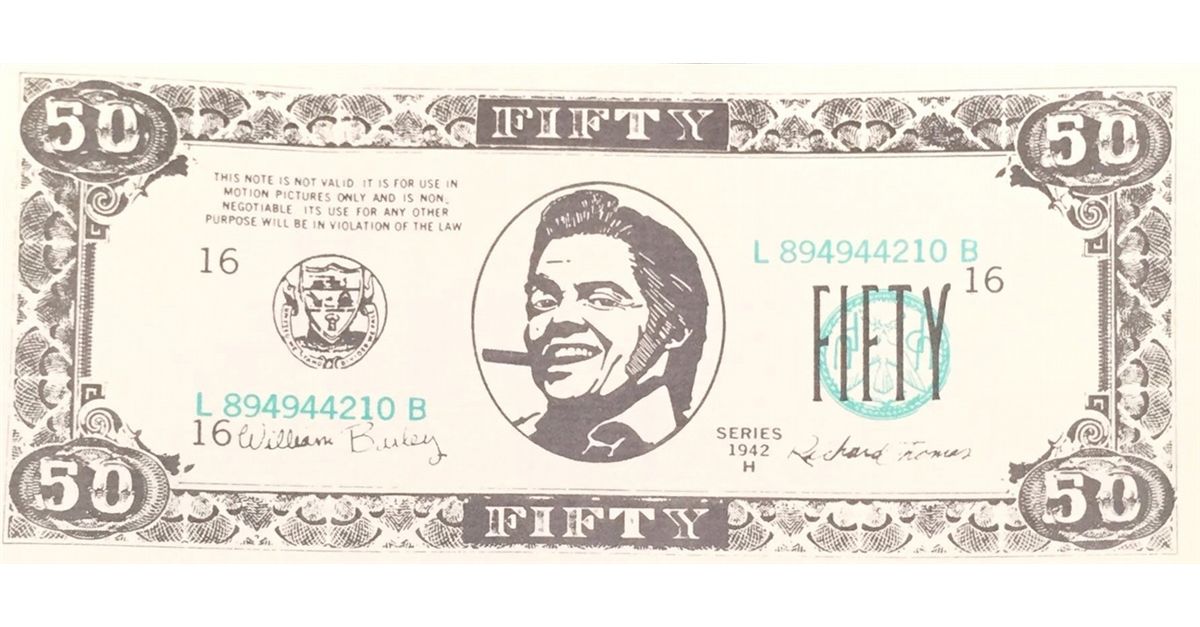 50 FIFTY 50
THIS NOTE IS NOT VALID IT IS FOR USE IN
MOTION PICTURES ONLY AND IS NON
NEGOTIABLE ITS USE FOR ANY OTHER
PURPOSE WILL BE IN VIOLATION OF THE LAW
L 894944210 B
16
16
FIFTY
L 894944210 B
16 William
SERIES
1942
H
Richard Thomas
50 FIFTY 50